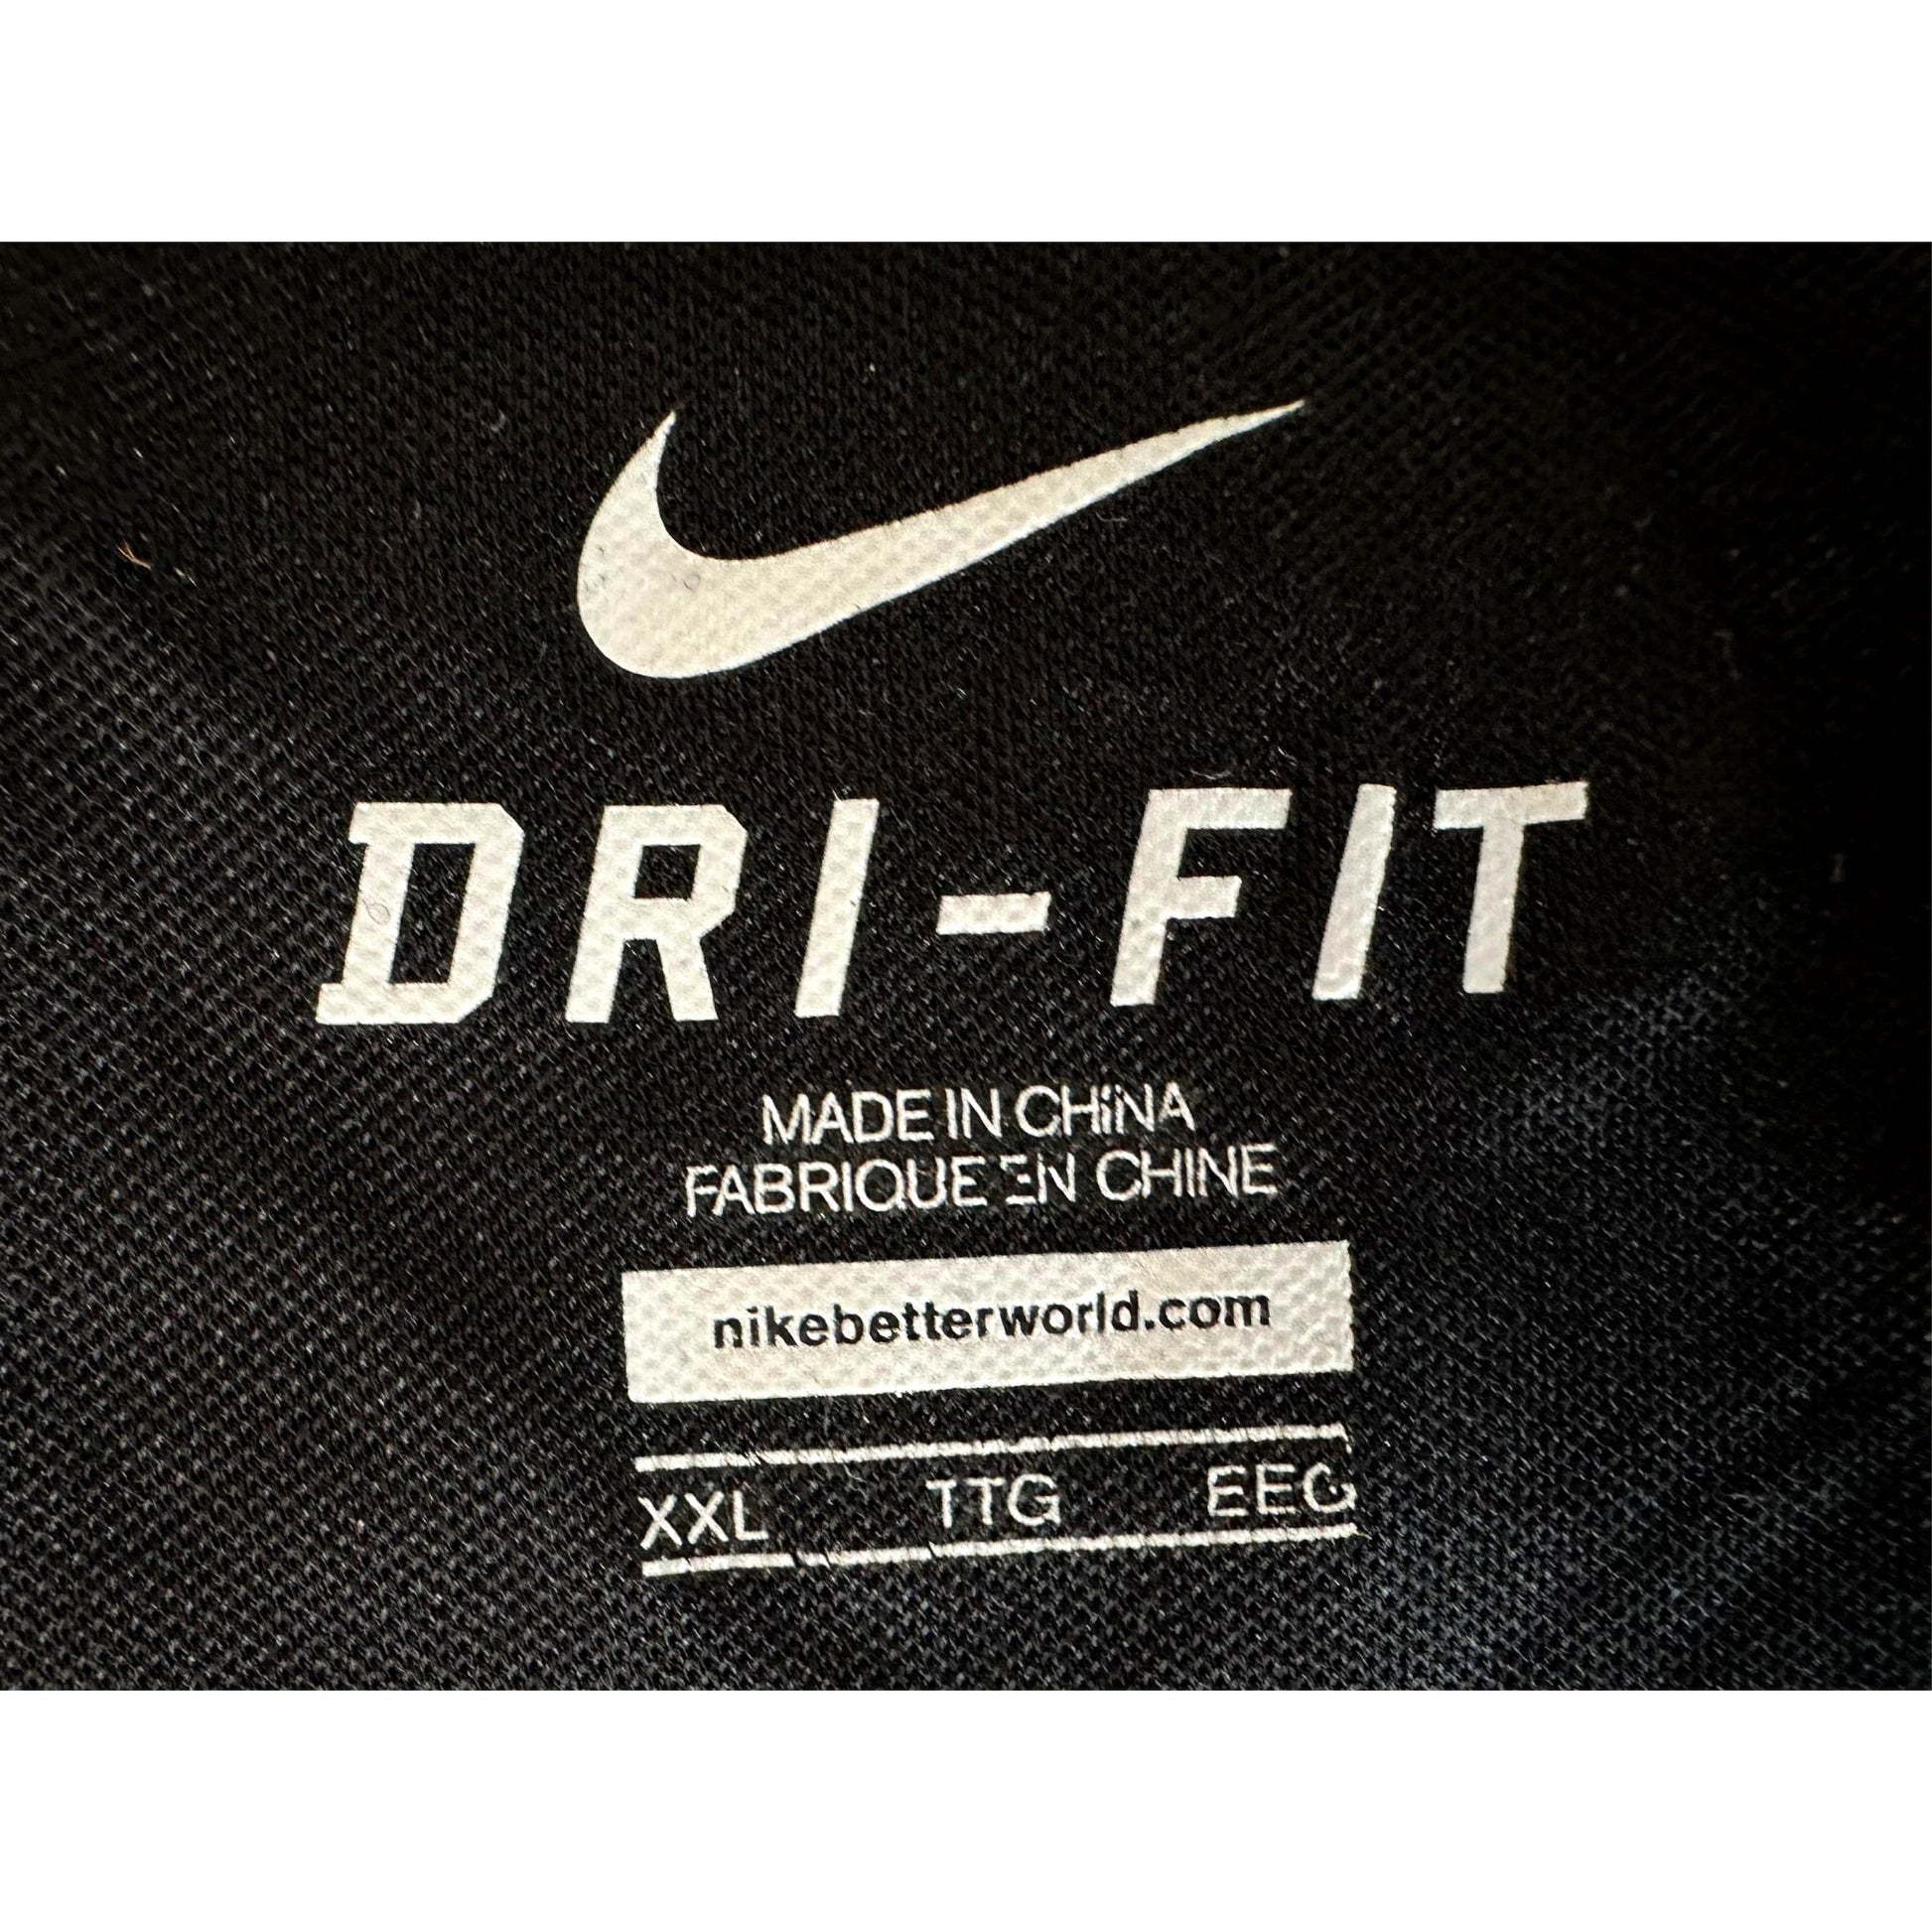 DRI-FIT
MADE IN CHINA
FABRIQUE EN CHINE
nikebetterworld.com
XXL TTG EEG